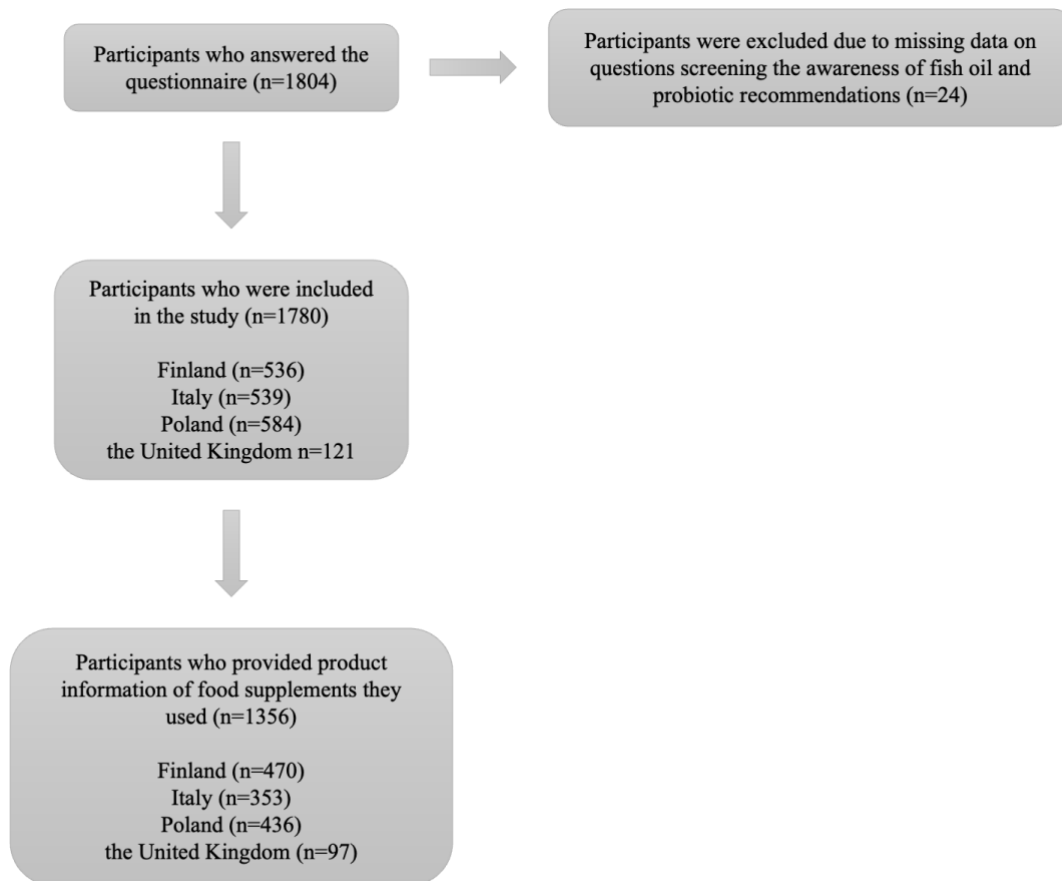 Participants who answered the
questionnaire (n=1804)
Participants were excluded due to missing data on
questions screening the awareness of fish oil and
probiotic recommendations (n=24)
Participants who were included
in the study (n=1780)
Finland (n=536)
Italy (n=539)
Poland (n=584)
the United Kingdom n=121
Participants who provided product
information of food supplements they
used (n=1356)
Finland (n=470)
Italy (n=353)
Poland (n=436)
the United Kingdom (n=97)